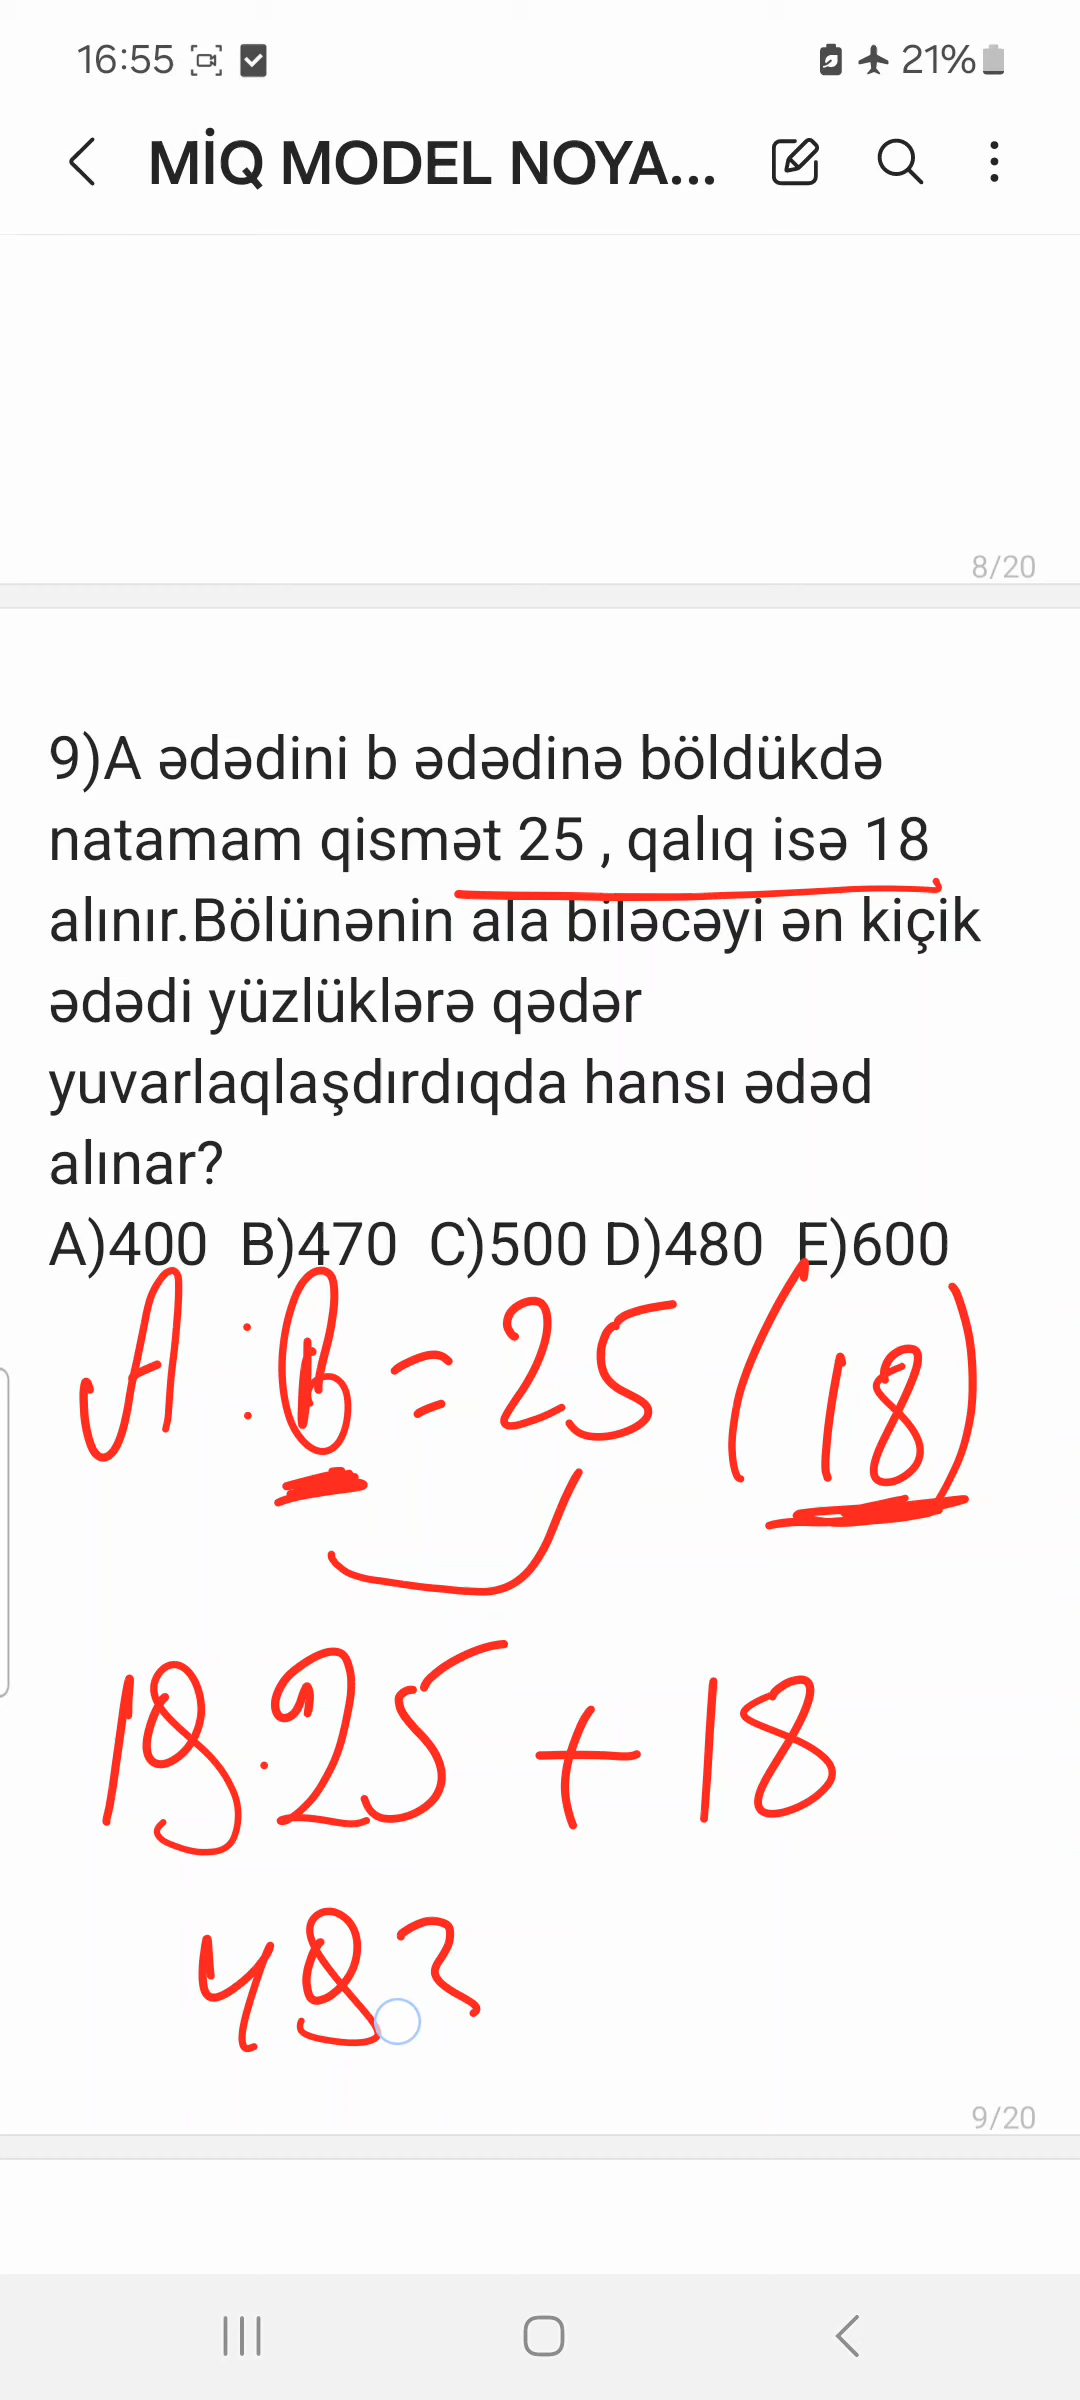 16:55
21%
MİQ MODEL NOYA...
8/20
9)A ədədini b ədədinə böldükdə
natamam qismət 25 , qalıq isə 18
alınır.Bölünənin ala biləcəyi ən kiçik
ədədi yüzlüklərə qədər
yuvarlaqlaşdırdıqda hansı ədəd
alınar?
A)400 B)470 C)500 D)480 E)600
A : B = 25 (18)
19.25 + 18
493
9/20